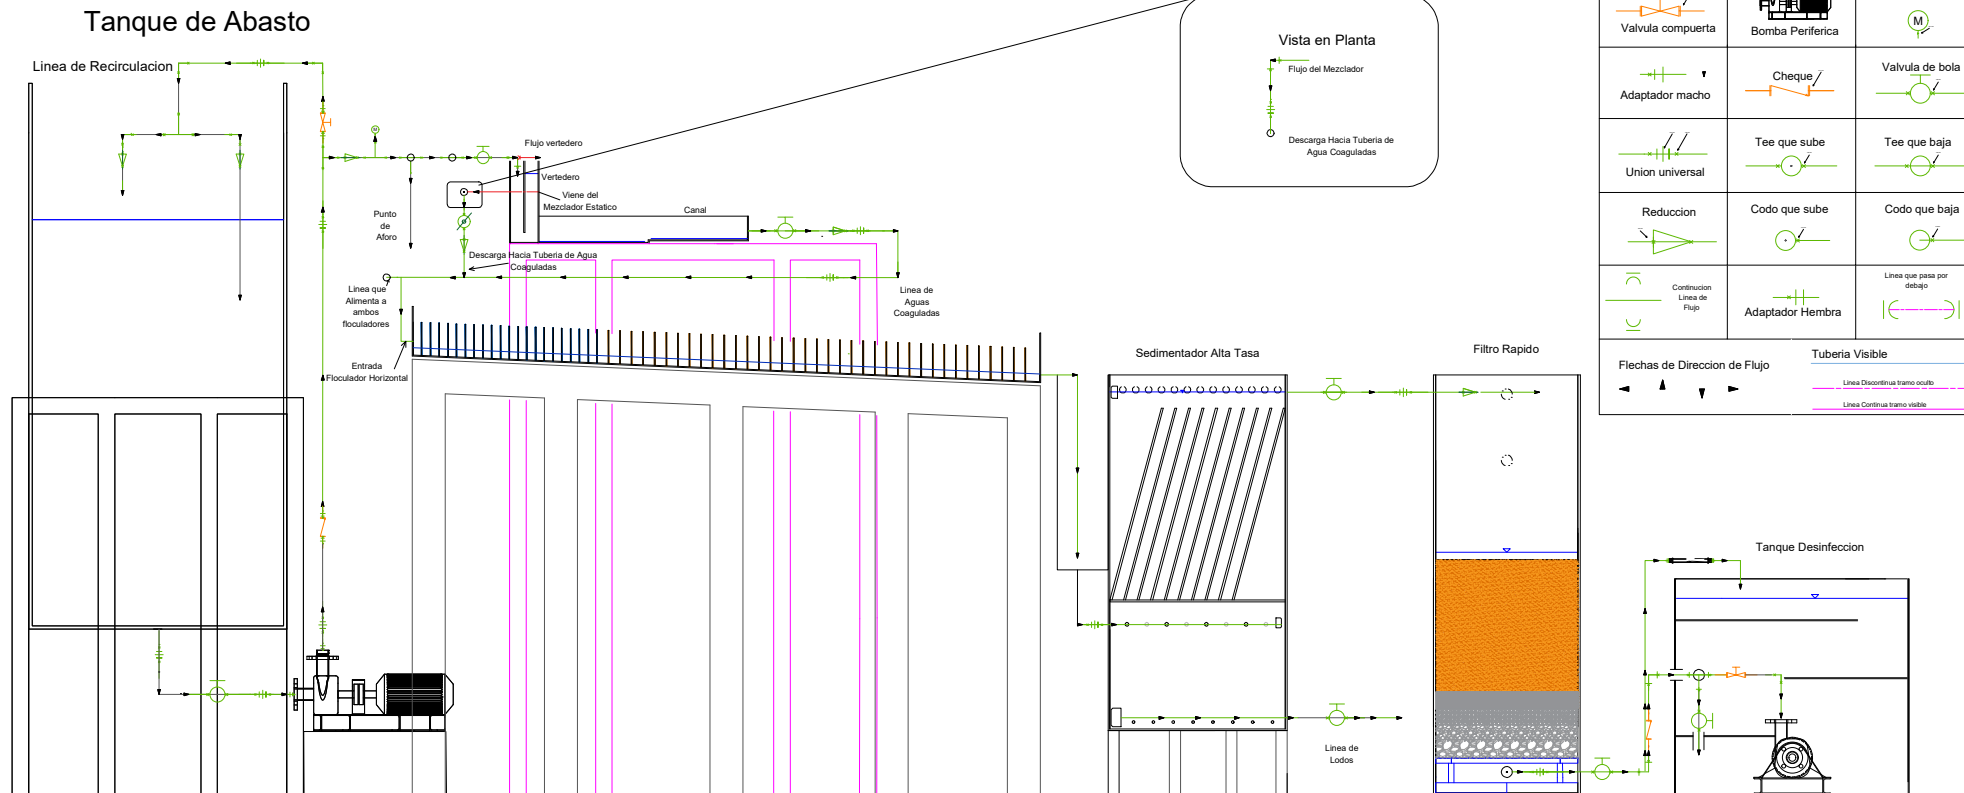 Tanque de Abasto
Linea de Recirculacion
M
Flujo vertedero
Vertedero
Viene del
Mezclador Estatico
Punto
de
Aforo
Canal
Descarga Hacia Tuberia de Agua
Coaguladas
Linea que
Alimenta a
ambos
floculadores
Linea de
Aguas
Coaguladas
Entrada
Floculador Horizontal
Vista en Planta
Flujo del Mezclador
Descarga Hacia Tuberia de
Agua Coaguladas
Sedimentador Alta Tasa
Filtro Rapido
Linea de
Lodos
Tanque Desinfeccion
Valvula compuerta
Bomba Periferica
M
Adaptador macho
Cheque
Valvula de bola
Union universal
Tee que sube
Tee que baja
Reduccion
Codo que sube
Codo que baja
Continucion
Linea de
Flujo
Adaptador Hembra
Linea que pasa por
debajo
Flechas de Direccion de Flujo
Tuberia Visible
Linea Discontinua tramo oculto
Linea Continua tramo visible